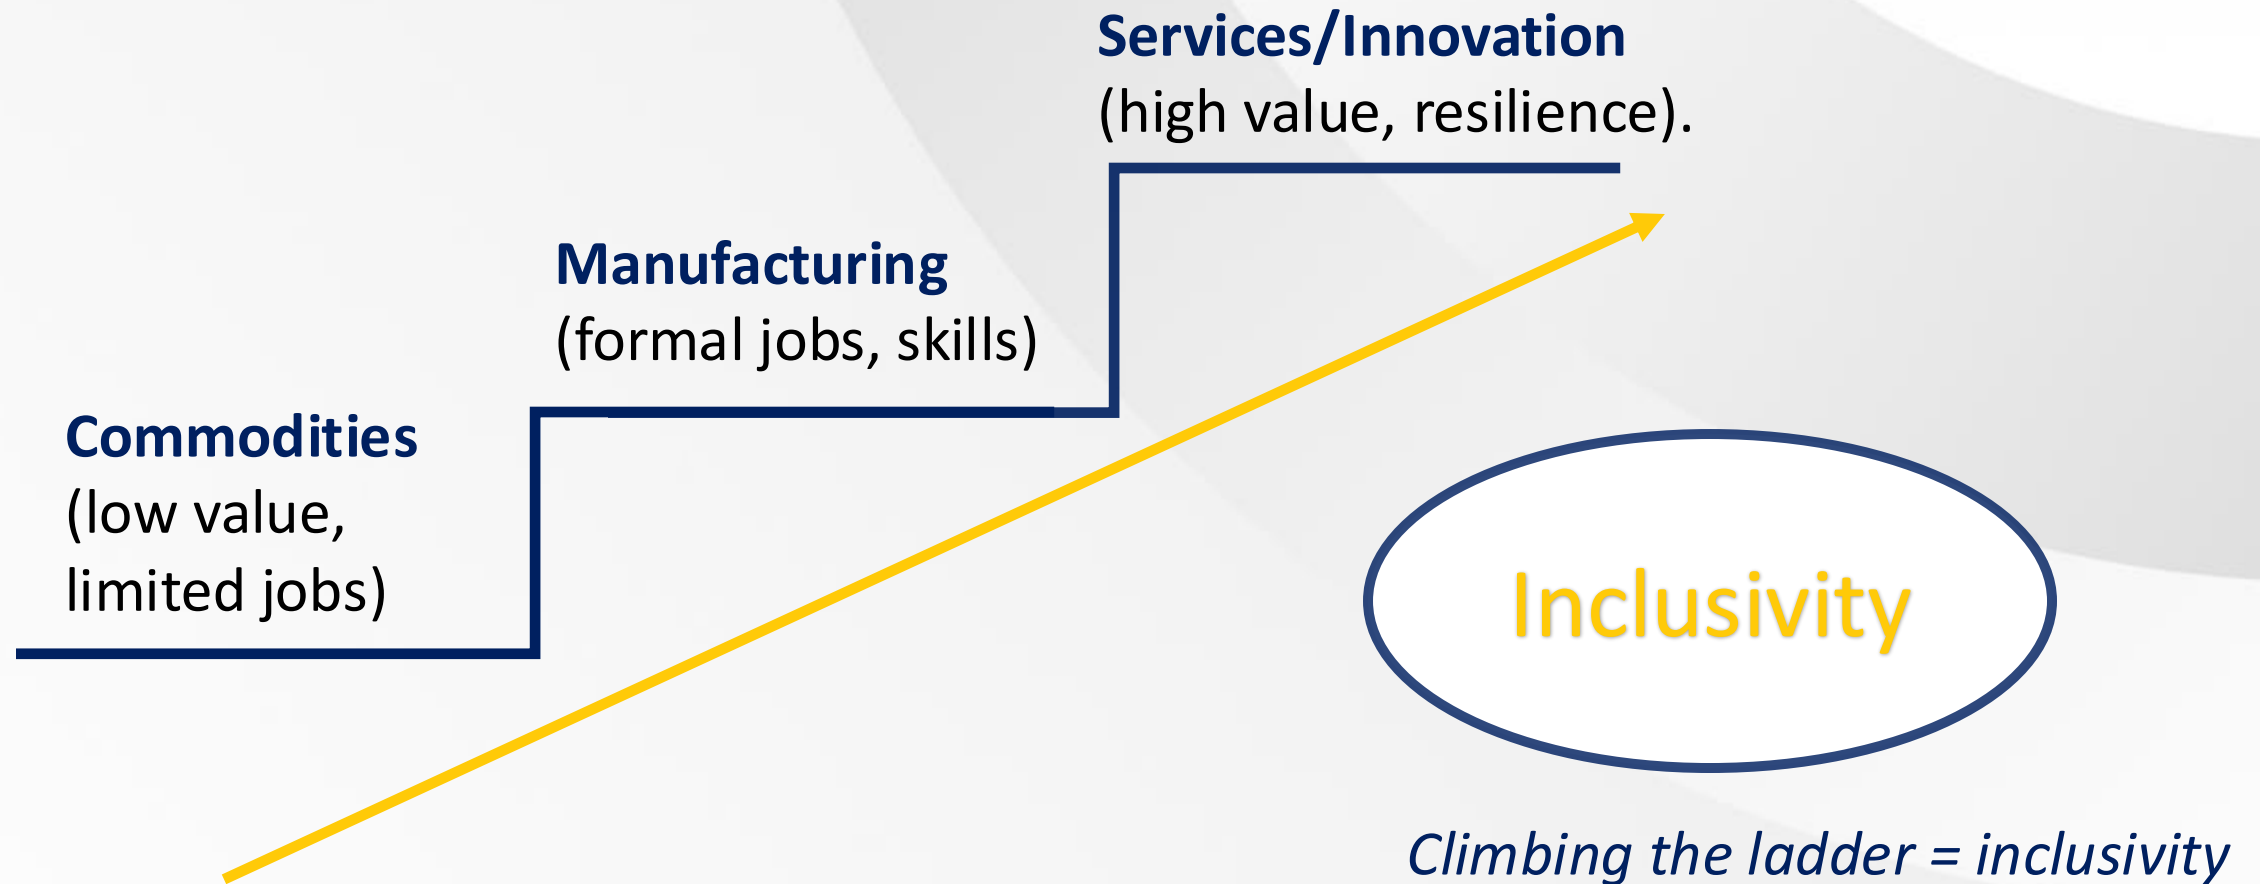 Services/Innovation
(high value, resilience).
Manufacturing
(formal jobs, skills)
Commodities
(low value,
limited jobs)
Inclusivity
Climbing the ladder = inclusivity